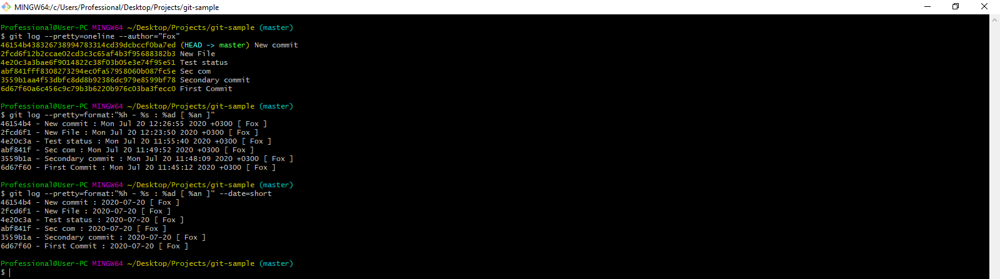 MINGW64:/c/Users/Professional/Desktop/Projects/git-sample
Professional@User-PC MINGW64 ~/Desktop/Projects/git-sample (master)
$ git log --pretty=oneline --author="Fox"
46154b438326738994783314cd39dcbccf0ba7ed (HEAD -> master) New commit
2fcd6f12b2ccae02cd3c3c65af4b3f95688382b3 New File
4e20c3a3bae6f9014822c38f03b05e3e74f95e51 Test status
abf841fff8308273294ec0fa57958060b087fc5e Sec com
3559b1aa4f53dbfc8dd8b92386dc979e8599bf78 Secondary commit
6d67f60a6c456c9c79b3b6220b976c03ba3fecc0 First Commit
Professional@User-PC MINGW64 ~/Desktop/Projects/git-sample (master)
$ git log --pretty=format:"%h - %s : %ad [ %an ]"
46154b4 - New commit : Mon Jul 20 12:26:55 2020 +0300 [ Fox ]
2fcd6f1 - New File : Mon Jul 20 12:23:50 2020 +0300 [ Fox ]
4e20c3a - Test status : Mon Jul 20 11:55:40 2020 +0300 [ Fox ]
abf841f - Sec com : Mon Jul 20 11:49:52 2020 +0300 [ Fox ]
3559b1a - Secondary commit : Mon Jul 20 11:48:09 2020 +0300 [ Fox ]
6d67f60 - First Commit : Mon Jul 20 11:45:12 2020 +0300 [ Fox ]
Professional@User-PC MINGW64 ~/Desktop/Projects/git-sample (master)
$ git log --pretty=format:"%h - %s : %ad [ %an ]" --date=short
46154b4 - New commit : 2020-07-20 [ Fox ]
2fcd6f1 - New File : 2020-07-20 [ Fox ]
4e20c3a - Test status : 2020-07-20 [ Fox ]
abf841f - Sec com : 2020-07-20 [ Fox ]
3559b1a - Secondary commit : 2020-07-20 [ Fox ]
6d67f60 - First Commit : 2020-07-20 [ Fox ]
Professional@User-PC MINGW64 ~/Desktop/Projects/git-sample (master)
$